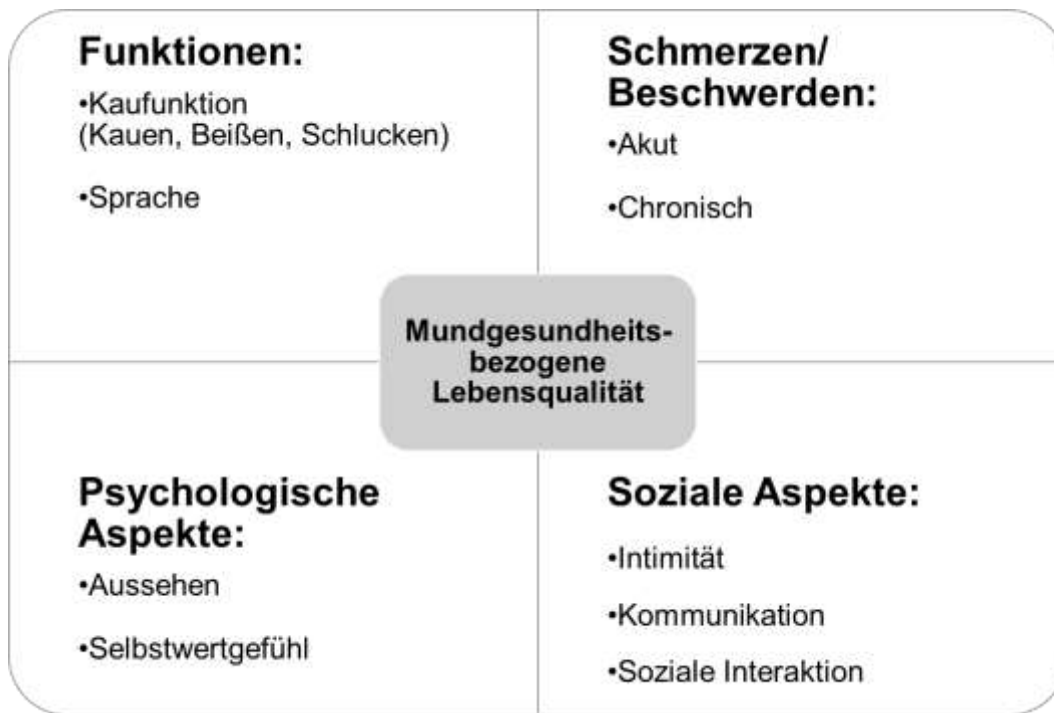 Funktionen:
•Kaufunktion
(Kauen, Beißen, Schlucken)
•Sprache
Schmerzen/
Beschwerden:
•Akut
•Chronisch
Mundgesundheits-
bezogene
Lebensqualität
Psychologische
Aspekte:
•Aussehen
•Selbstwertgefühl
Soziale Aspekte:
•Intimität
•Kommunikation
•Soziale Interaktion